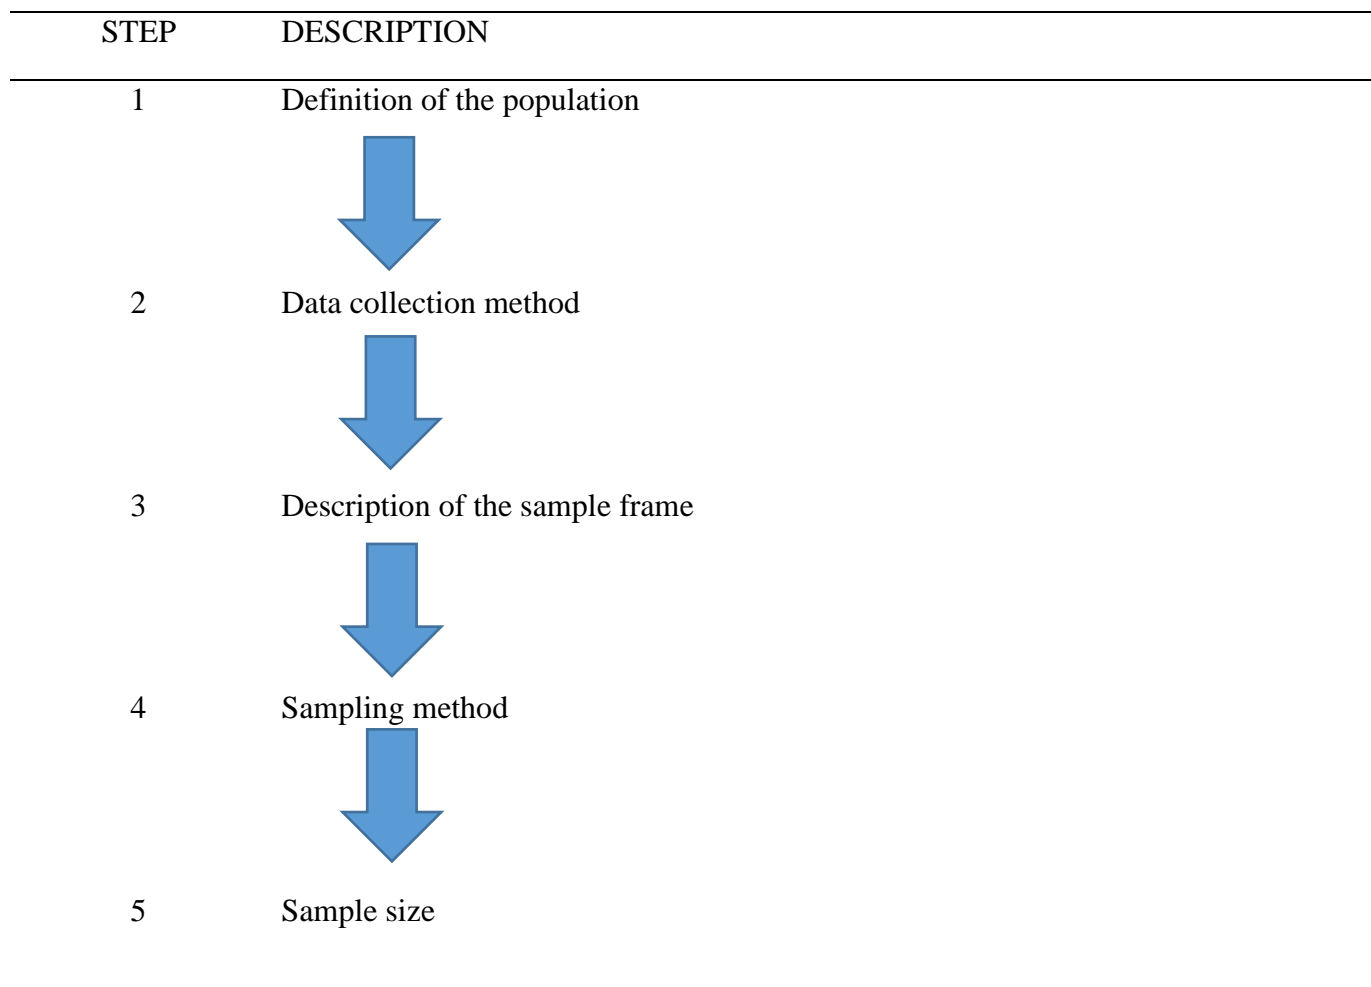 STEP DESCRIPTION
1 Definition of the population
2 Data collection method
3 Description of the sample frame
4 Sampling method
5 Sample size